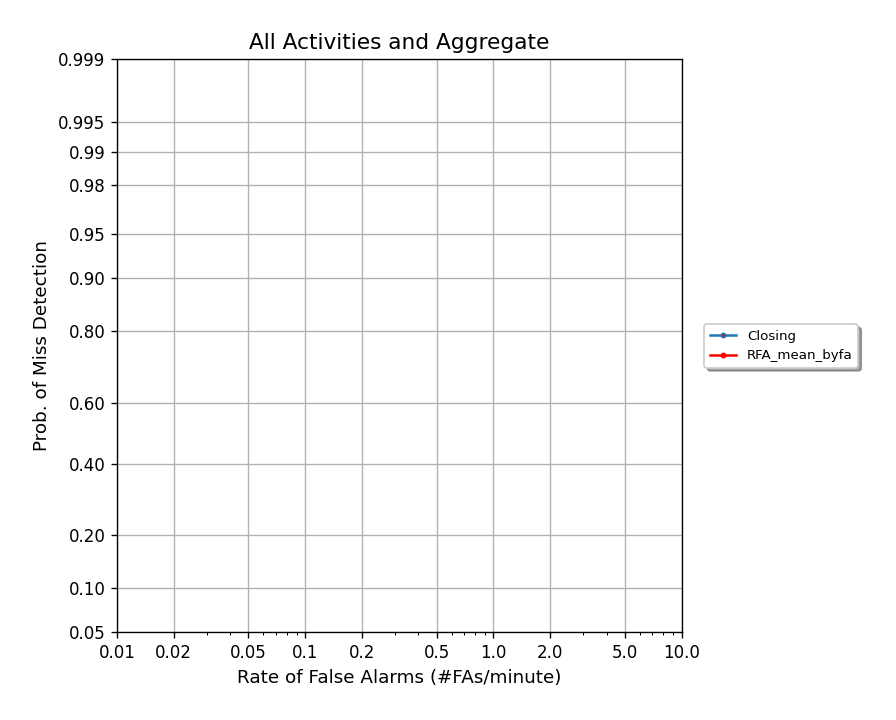 All Activities and Aggregate
0.999
0.995
0.99
0.98
0.95
0.90
0.80
0.60
0.40
0.20
0.10
0.05
Prob. of Miss Detection
0.01 0.02 0.05 0.1 0.2 0.5 1.0 2.0 5.0 10.0
Rate of False Alarms (#FAs/minute)
Closing
RFA_mean_byfa